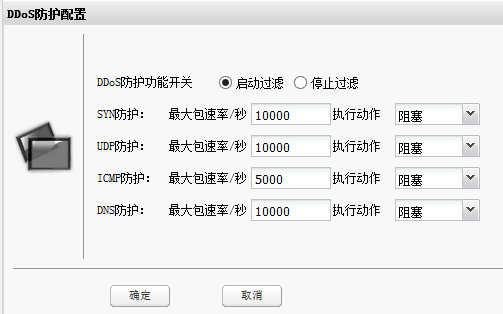 DDoS防护配置
DDoS防护功能开关 启动过滤 停止过滤
SYN防护： 最大包速率/秒 10000 执行动作 阻塞
UDP防护： 最大包速率/秒 10000 执行动作 阻塞
ICMP防护： 最大包速率/秒 5000 执行动作 阻塞
DNS防护： 最大包速率/秒 10000 执行动作 阻塞
确定 取消